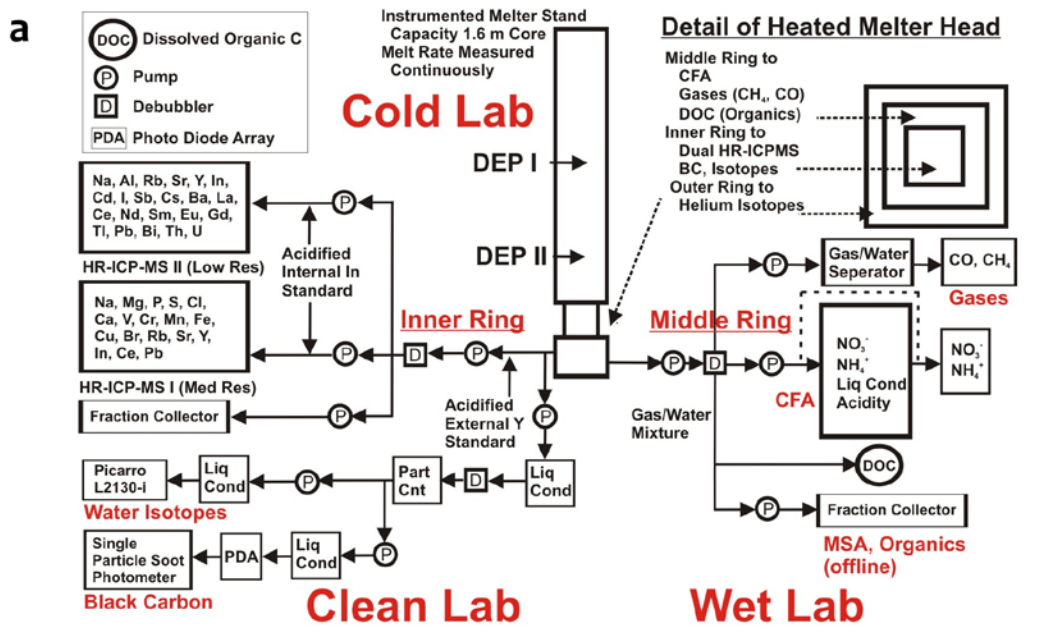 a
DOC Dissolved Organic C
P Pump
D Debubbler
PDA Photo Diode Array
Instrumented Melter Stand
Capacity 1.6 m Core
Melt Rate Measured
Continuously
Cold Lab
DEP I
DEP II
Detail of Heated Melter Head
Middle Ring to
CFA
Gases (CH₄, CO)
DOC (Organics)
Inner Ring to
Dual HR-ICPMS
BC, Isotopes
Outer Ring to
Helium Isotopes
Na, Al, Rb, Sr, Y, In,
Cd, I, Sb, Cs, Ba, La,
Ce, Nd, Sm, Eu, Gd,
Tl, Pb, Bi, Th, U
HR-ICP-MS II (Low Res)
P
Acidified
Internal In
Standard
Na, Mg, P, S, Cl,
Ca, V, Cr, Mn, Fe,
Cu, Br, Rb, Sr, Y,
In, Ce, Pb
HR-ICP-MS I (Med Res)
P
D
P
Inner Ring
Fraction Collector
P
Acidified
External Y
Standard
P
Picarro
L2130-i
Liq
Cond
P
Part
Cnt
D
Liq
Cond
Water Isotopes
Single
Particle Soot
Photometer
PDA
Liq
Cond
P
Black Carbon
Clean Lab
Middle Ring
P
D
P
P
Gas/Water
Seperator
CO, CH₄
Gases
NO₃⁻
NH₄⁺
Liq Cond
Acidity
CFA
NO₃⁻
NH₄⁺
Gas/Water
Mixture
DOC
P
Fraction Collector
MSA, Organics
(offline)
Wet Lab